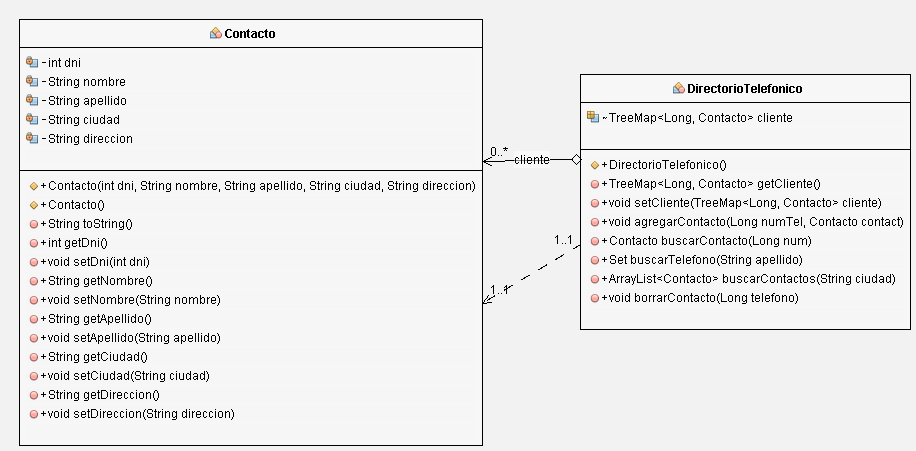 Contacto
- int dni
- String nombre
- String apellido
- String ciudad
- String direccion
+ Contacto(int dni, String nombre, String apellido, String ciudad, String direccion)
+ Contacto()
+ String toString()
+ int getDni()
+ void setDni(int dni)
+ String getNombre()
+ void setNombre(String nombre)
+ String getApellido()
+ void setApellido(String apellido)
+ String getCiudad()
+ void setCiudad(String ciudad)
+ String getDireccion()
+ void setDireccion(String direccion)
0..*
cliente
1..1
1..1
DirectorioTelefonico
~ TreeMap<Long, Contacto> cliente
+ DirectorioTelefonico()
+ TreeMap<Long, Contacto> getCliente()
+ void setCliente(TreeMap<Long, Contacto> cliente)
+ void agregarContacto(Long numTel, Contacto contact)
+ Contacto buscarContacto(Long num)
+ Set buscarTelefono(String apellido)
+ ArrayList<Contacto> buscarContactos(String ciudad)
+ void borrarContacto(Long telefono)